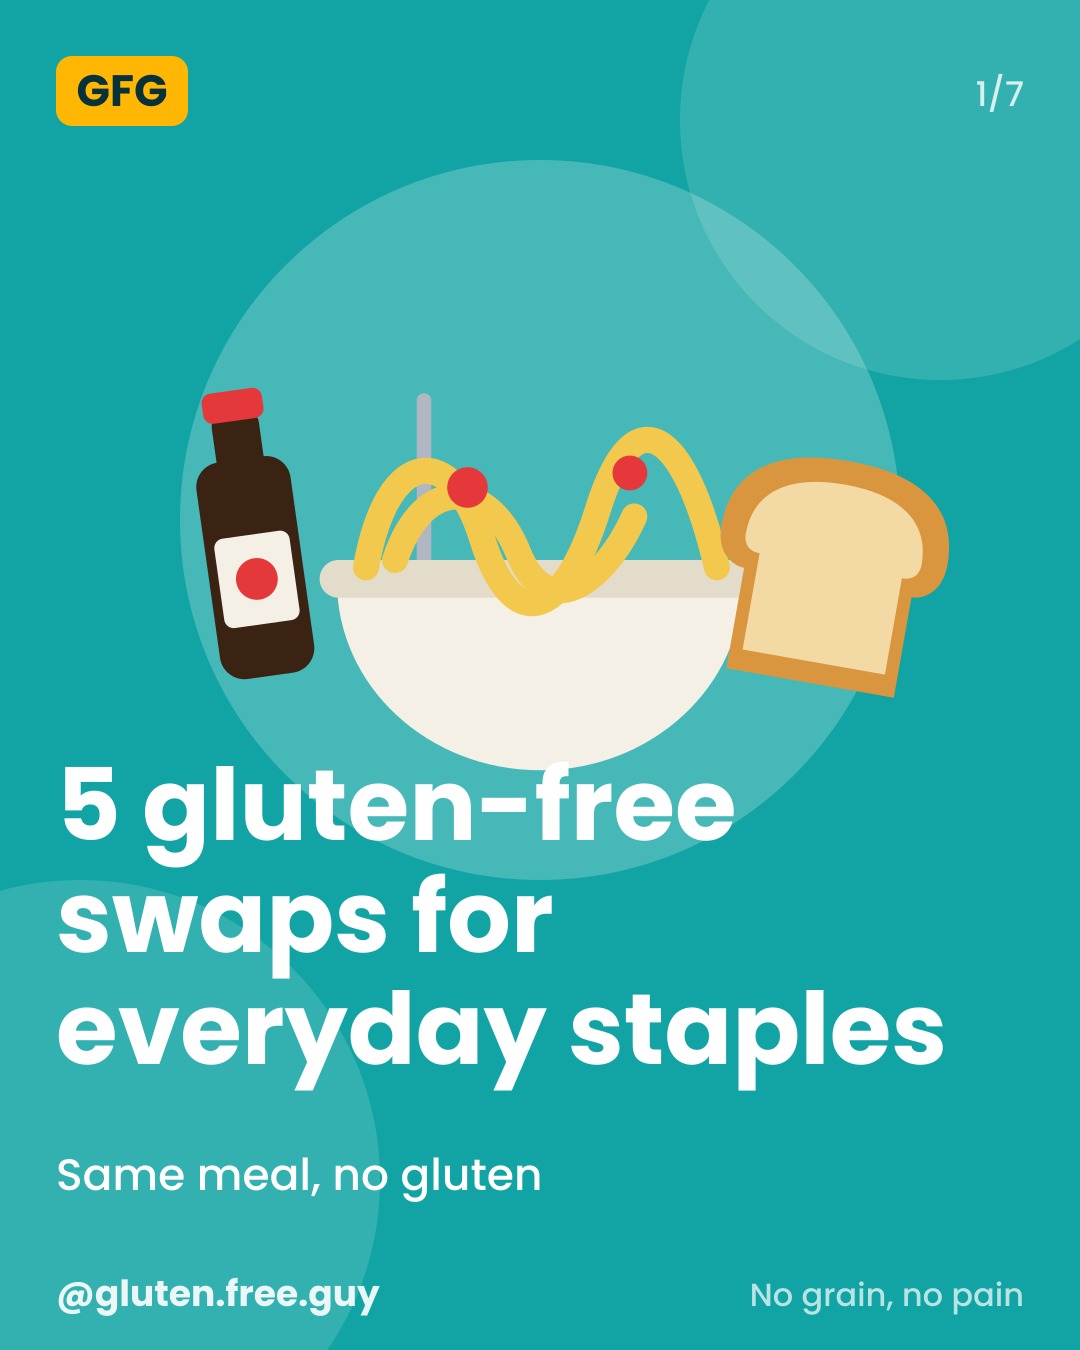 GFG
1/7
5 gluten-free
swaps for
everyday staples
Same meal, no gluten
@gluten.free.guy
No grain, no pain